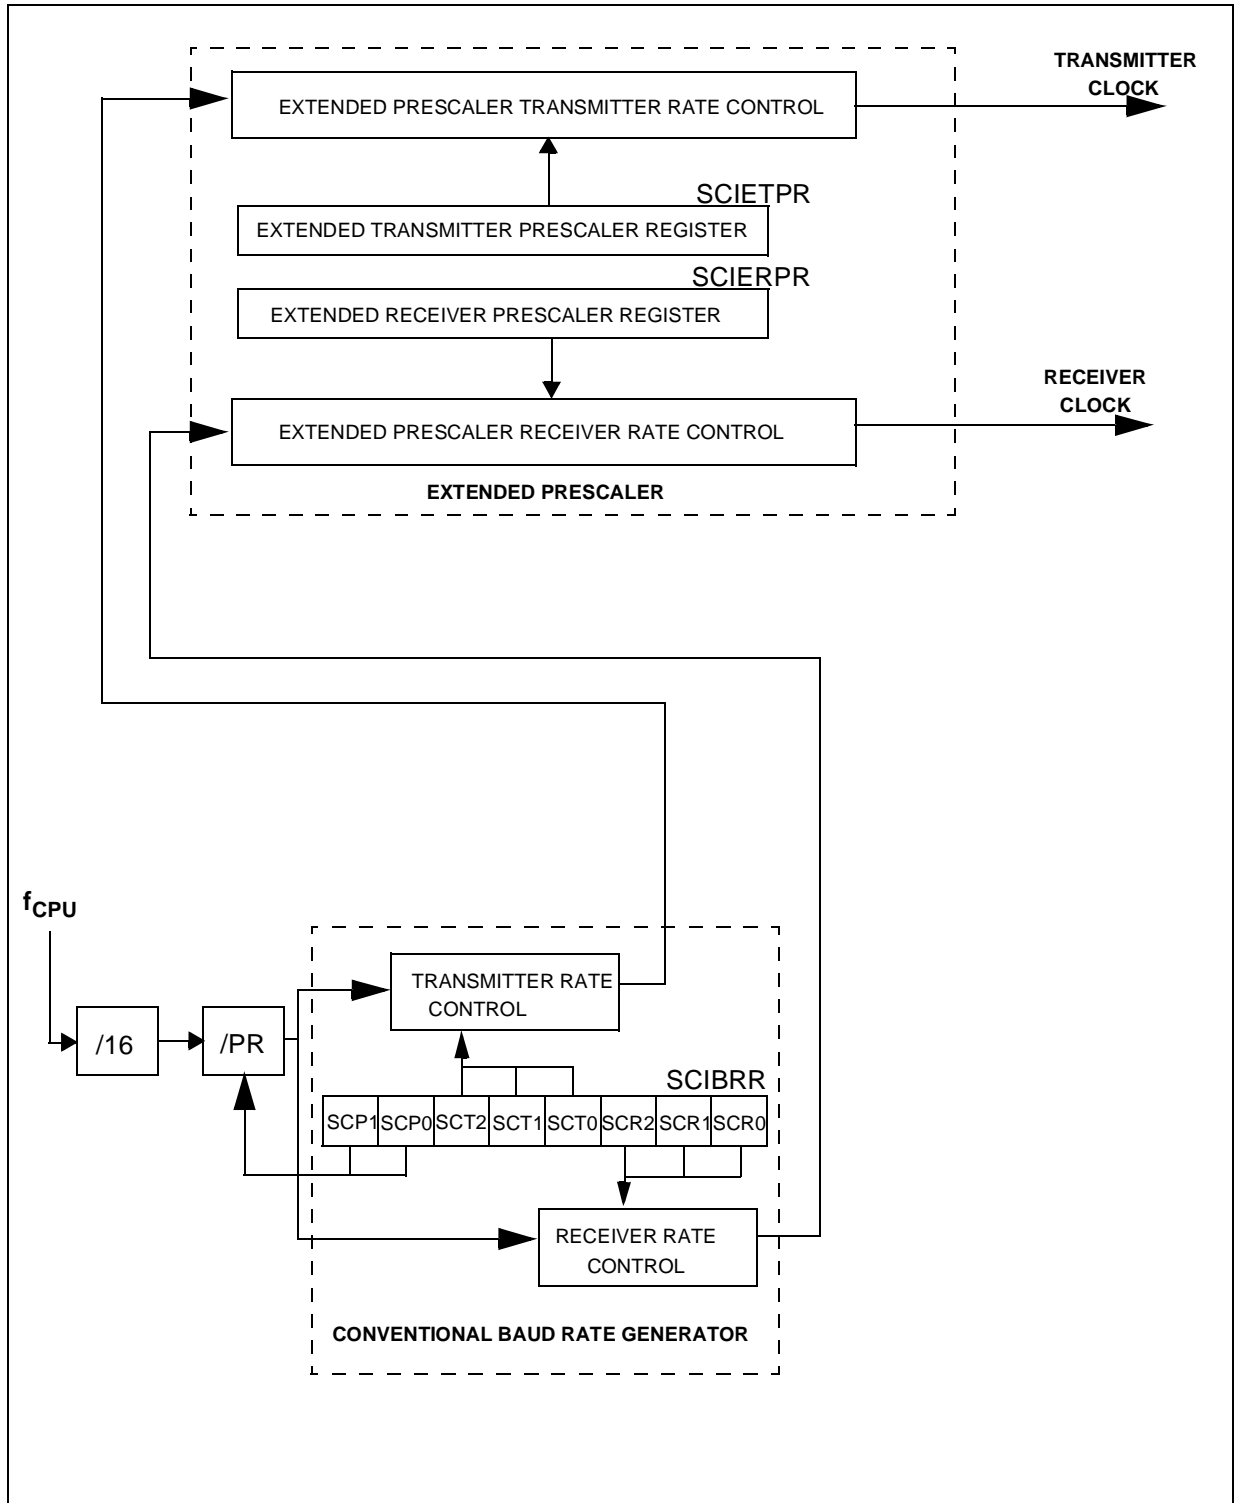 TRANSMITTER
CLOCK
EXTENDED PRESCALER TRANSMITTER RATE CONTROL
SCIETPR
EXTENDED TRANSMITTER PRESCALER REGISTER
SCIERPR
EXTENDED RECEIVER PRESCALER REGISTER
RECEIVER
CLOCK
EXTENDED PRESCALER RECEIVER RATE CONTROL
EXTENDED PRESCALER
fCPU
TRANSMITTER RATE
CONTROL
/16
/PR
SCIBRR
SCP1 SCP0 SCT2 SCT1 SCT0 SCR2 SCR1 SCR0
RECEIVER RATE
CONTROL
CONVENTIONAL BAUD RATE GENERATOR